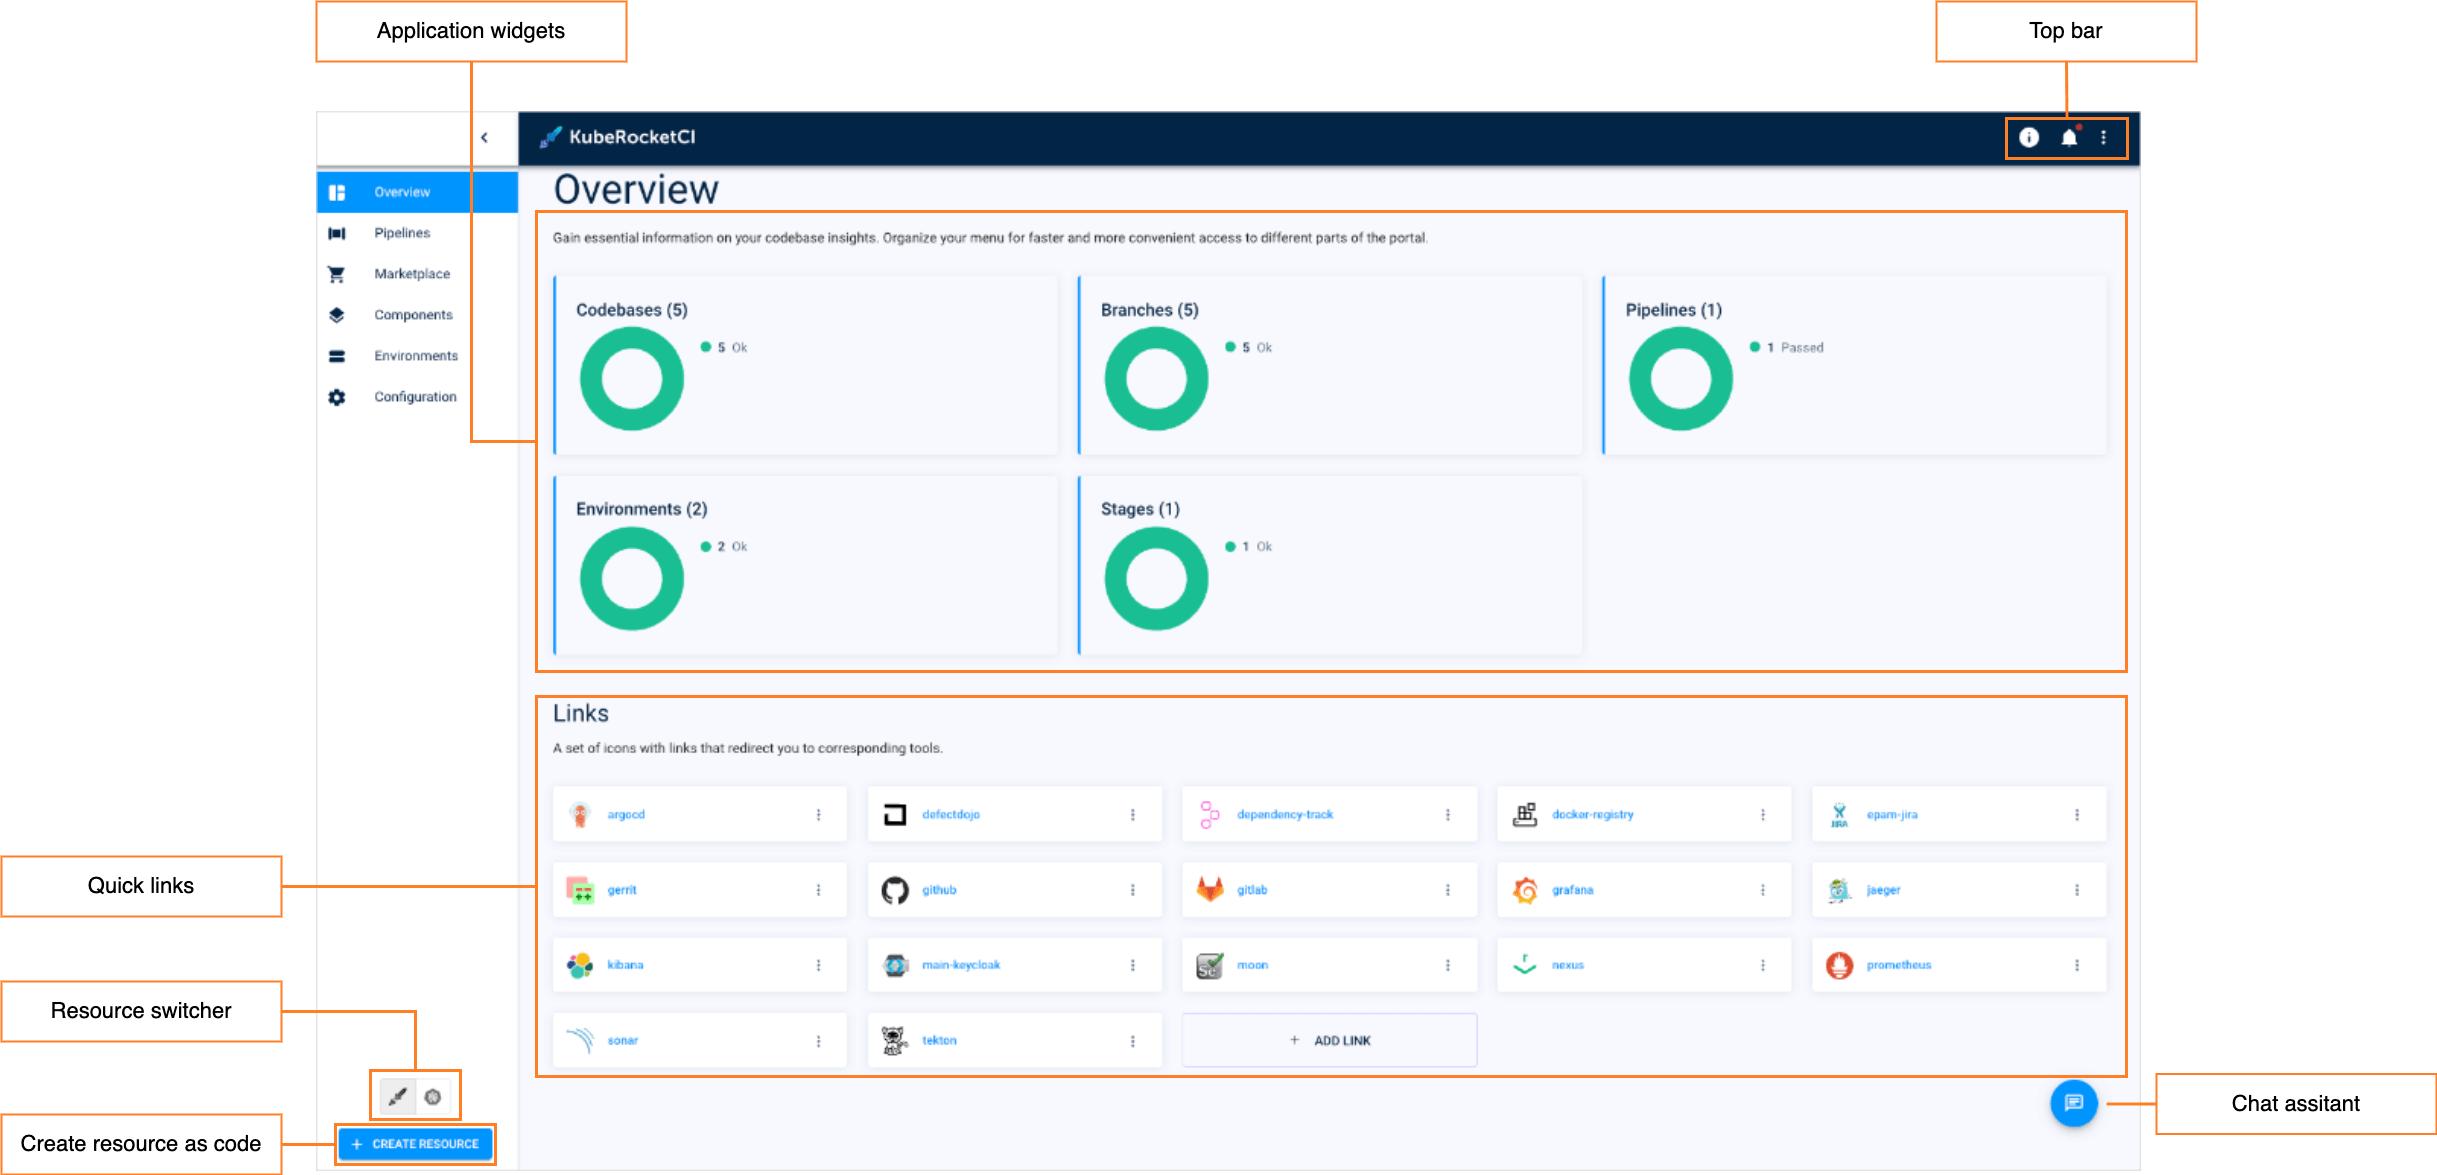 Application widgets
Top bar
KubeRocketCI
Overview
Pipelines
Marketplace
Components
Environments
Configuration
Overview
Gain essential information on your codebase insights. Organize your menu for faster and more convenient access to different parts of the portal.
Codebases (5)
5 Ok
Branches (5)
5 Ok
Pipelines (1)
1 Passed
Environments (2)
2 Ok
Stages (1)
1 Ok
Links
A set of icons with links that redirect you to corresponding tools.
argocd
defectdojo
dependency-track
docker-registry
JIRA
epam-jira
gerrit
github
gitlab
grafana
jaeger
kibana
main-keycloak
Se
moon
nexus
prometheus
sonar
tekton
+ ADD LINK
Quick links
Resource switcher
Create resource as code
+ CREATE RESOURCE
Chat assitant